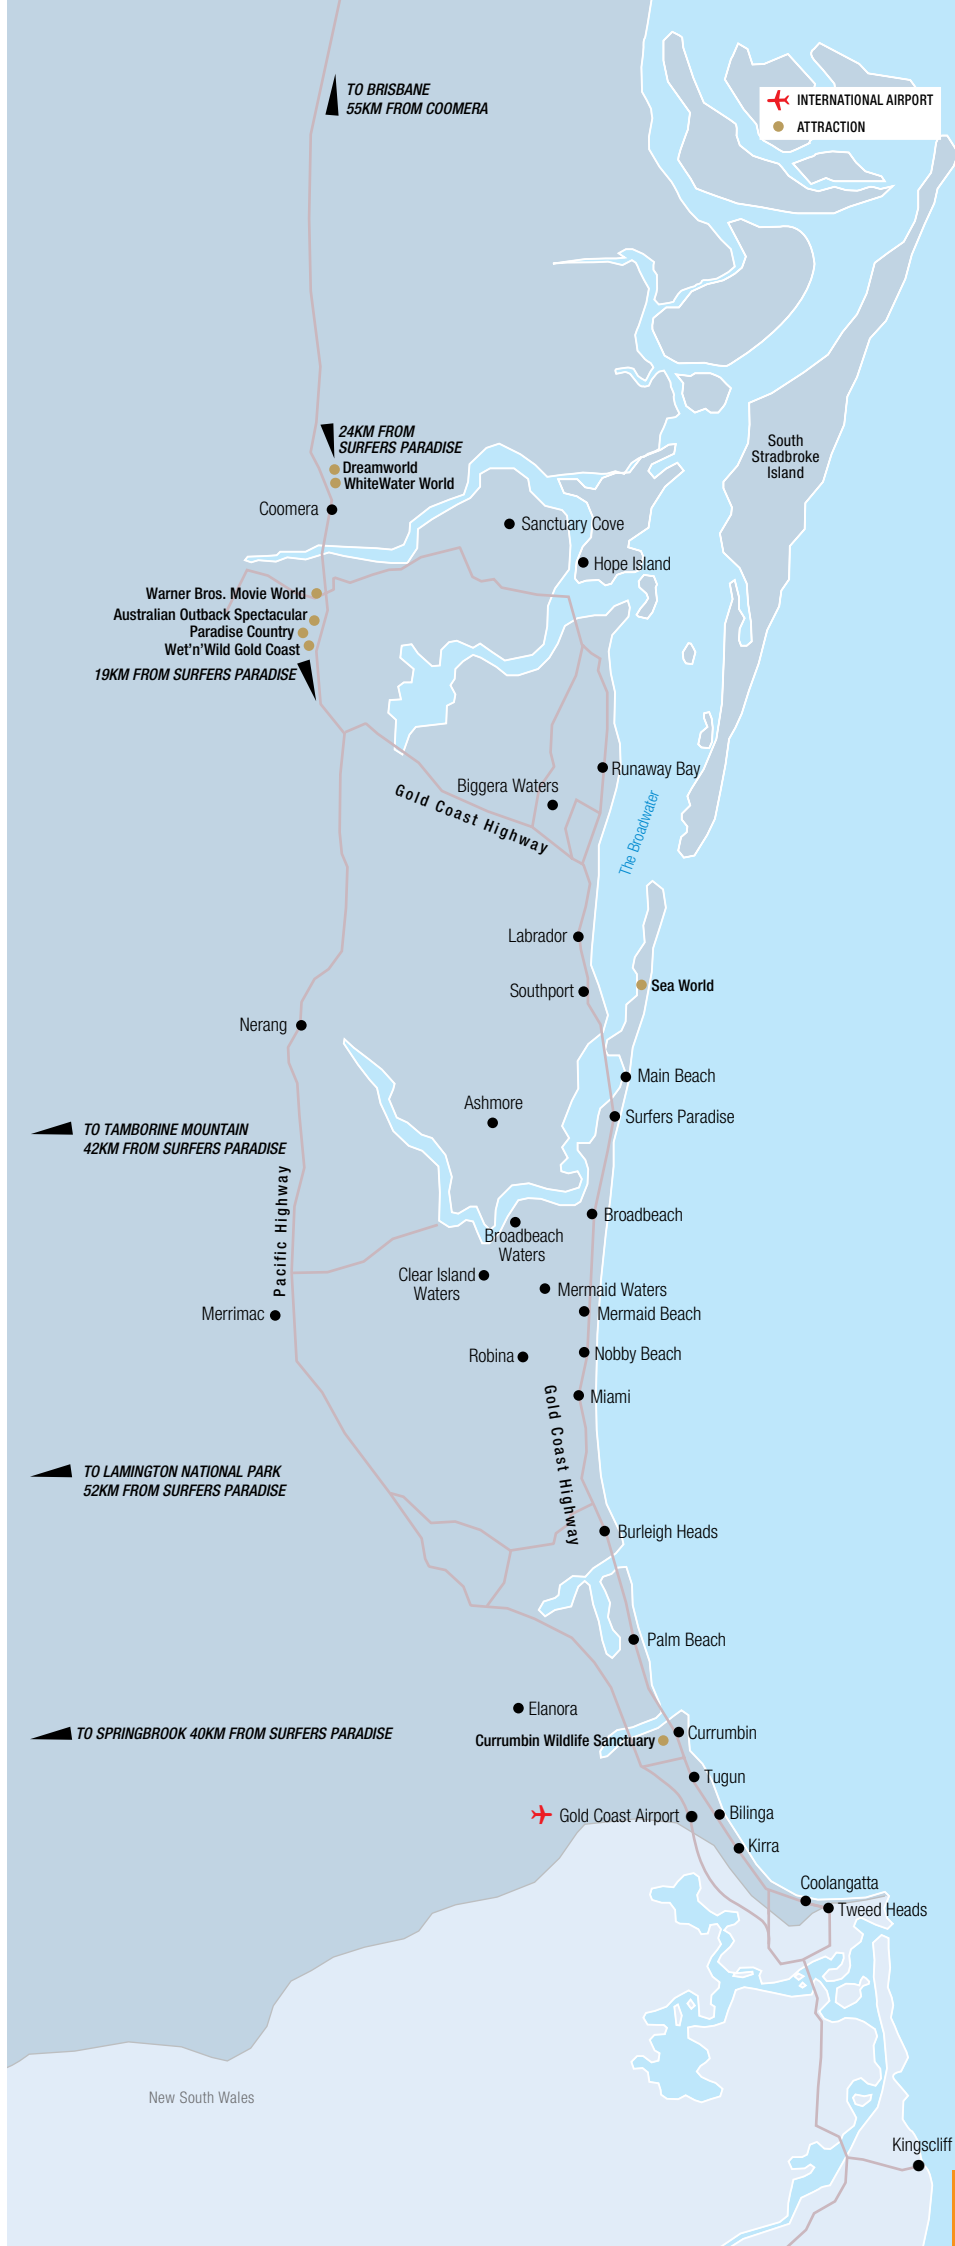 TO BRISBANE
55KM FROM COOMERA
INTERNATIONAL AIRPORT
ATTRACTION
24KM FROM
SURFERS PARADISE
Dreamworld
WhiteWater World
Coomera
South
Stradbroke
Island
Sanctuary Cove
Hope Island
Warner Bros. Movie World
Australian Outback Spectacular
Paradise Country
Wet'n'Wild Gold Coast
19KM FROM SURFERS PARADISE
Runaway Bay
Biggera Waters
Gold Coast Highway
The Broadwater
Labrador
Southport
Sea World
Nerang
Main Beach
Ashmore
Surfers Paradise
TO TAMBORINE MOUNTAIN
42KM FROM SURFERS PARADISE
Pacific Highway
Broadbeach
Broadbeach
Waters
Clear Island
Waters
Mermaid Waters
Merrimac
Mermaid Beach
Robina
Nobby Beach
Miami
Gold Coast Highway
TO LAMINGTON NATIONAL PARK
52KM FROM SURFERS PARADISE
Burleigh Heads
Palm Beach
Elanora
TO SPRINGBROOK 40KM FROM SURFERS PARADISE
Currumbin Wildlife Sanctuary
Currumbin
Tugun
Gold Coast Airport
Bilinga
Kirra
Coolangatta
Tweed Heads
New South Wales
Kingscliff